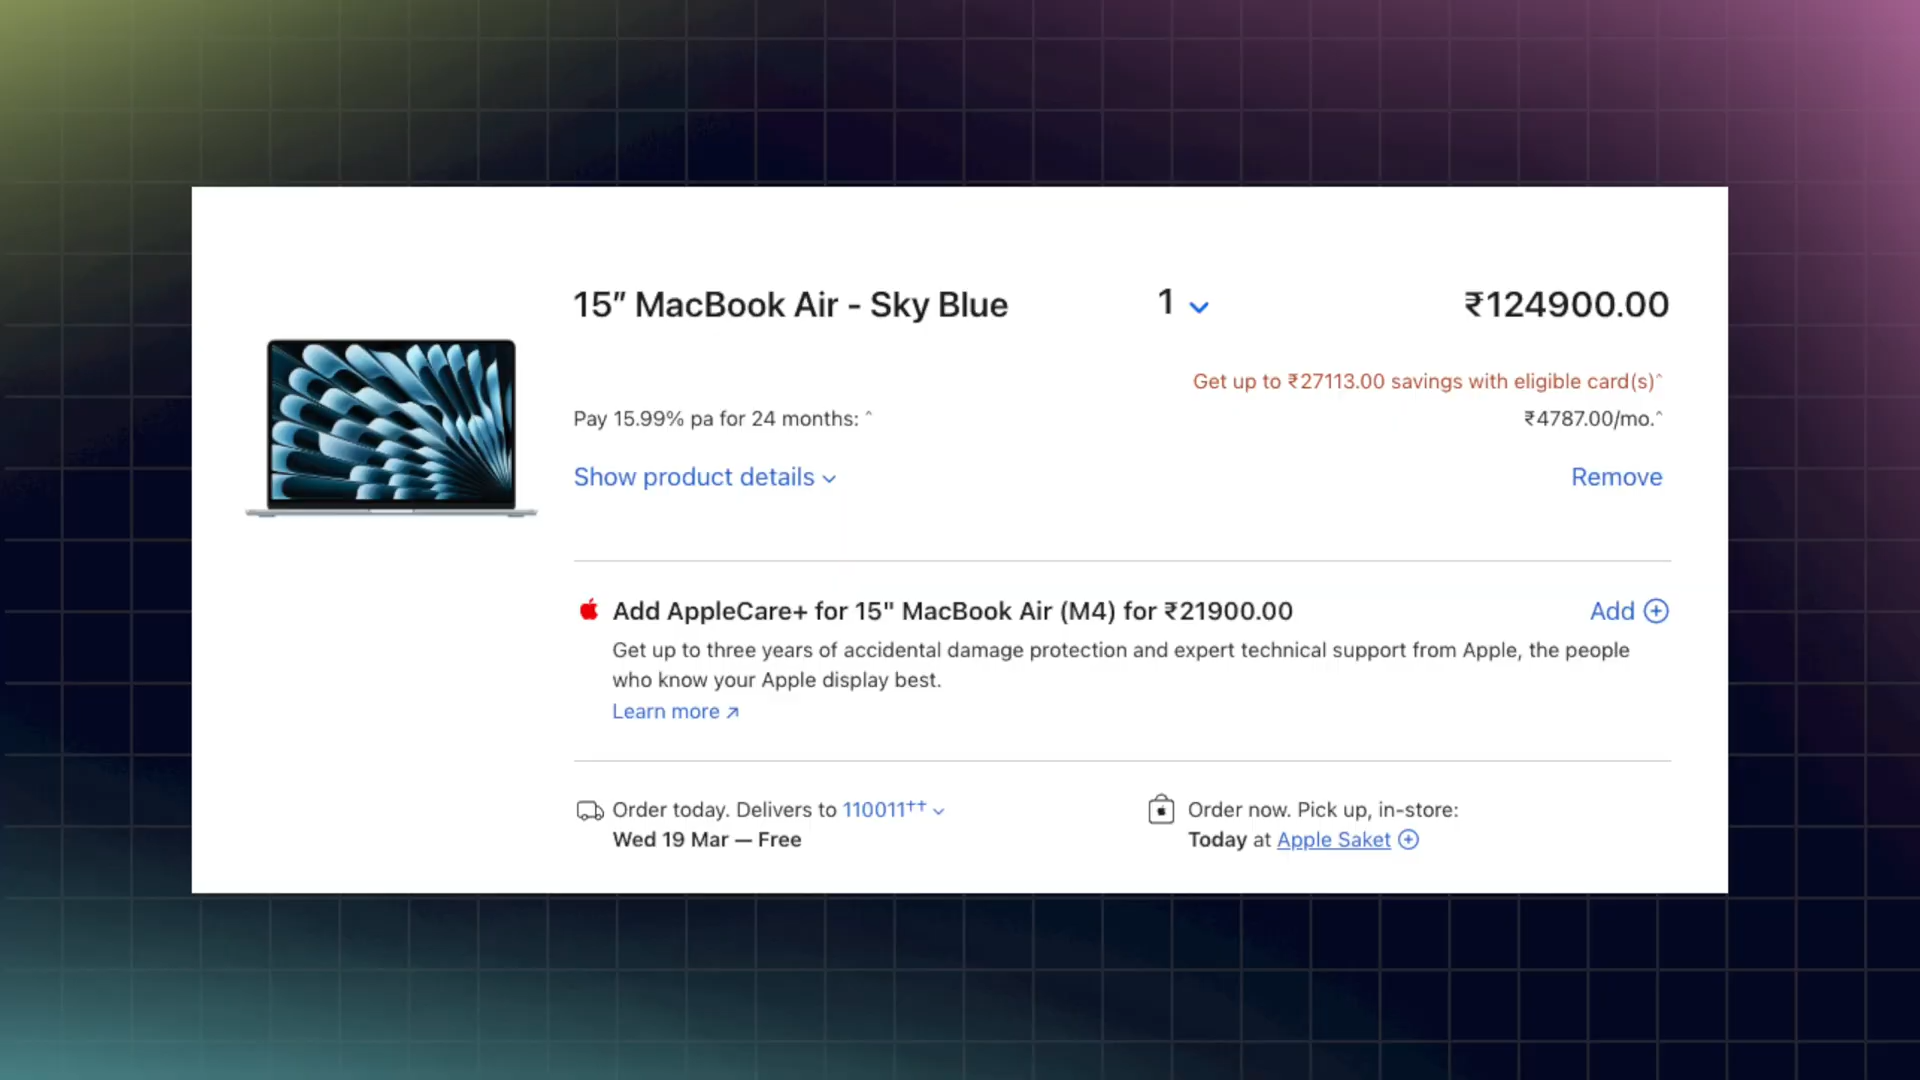 15″ MacBook Air - Sky Blue
1
₹124900.00
Get up to ₹27113.00 savings with eligible card(s)^
Pay 15.99% pa for 24 months: ^
₹4787.00/mo.^
Show product details
Remove
Add AppleCare+ for 15" MacBook Air (M4) for ₹21900.00
Add
Get up to three years of accidental damage protection and expert technical support from Apple, the people
who know your Apple display best.
Learn more ↗
Order today. Delivers to 110011††
Wed 19 Mar — Free
Order now. Pick up, in-store:
Today at Apple Saket